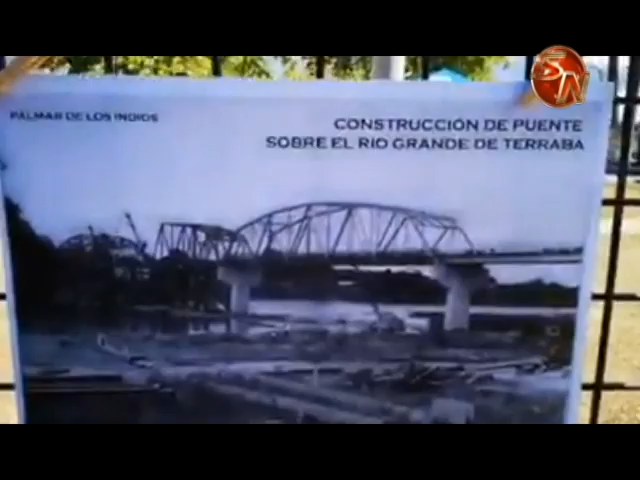 PALMAR DE LOS INDIOS
CONSTRUCCIÓN DE PUENTE
SOBRE EL RIO GRANDE DE TERRABA